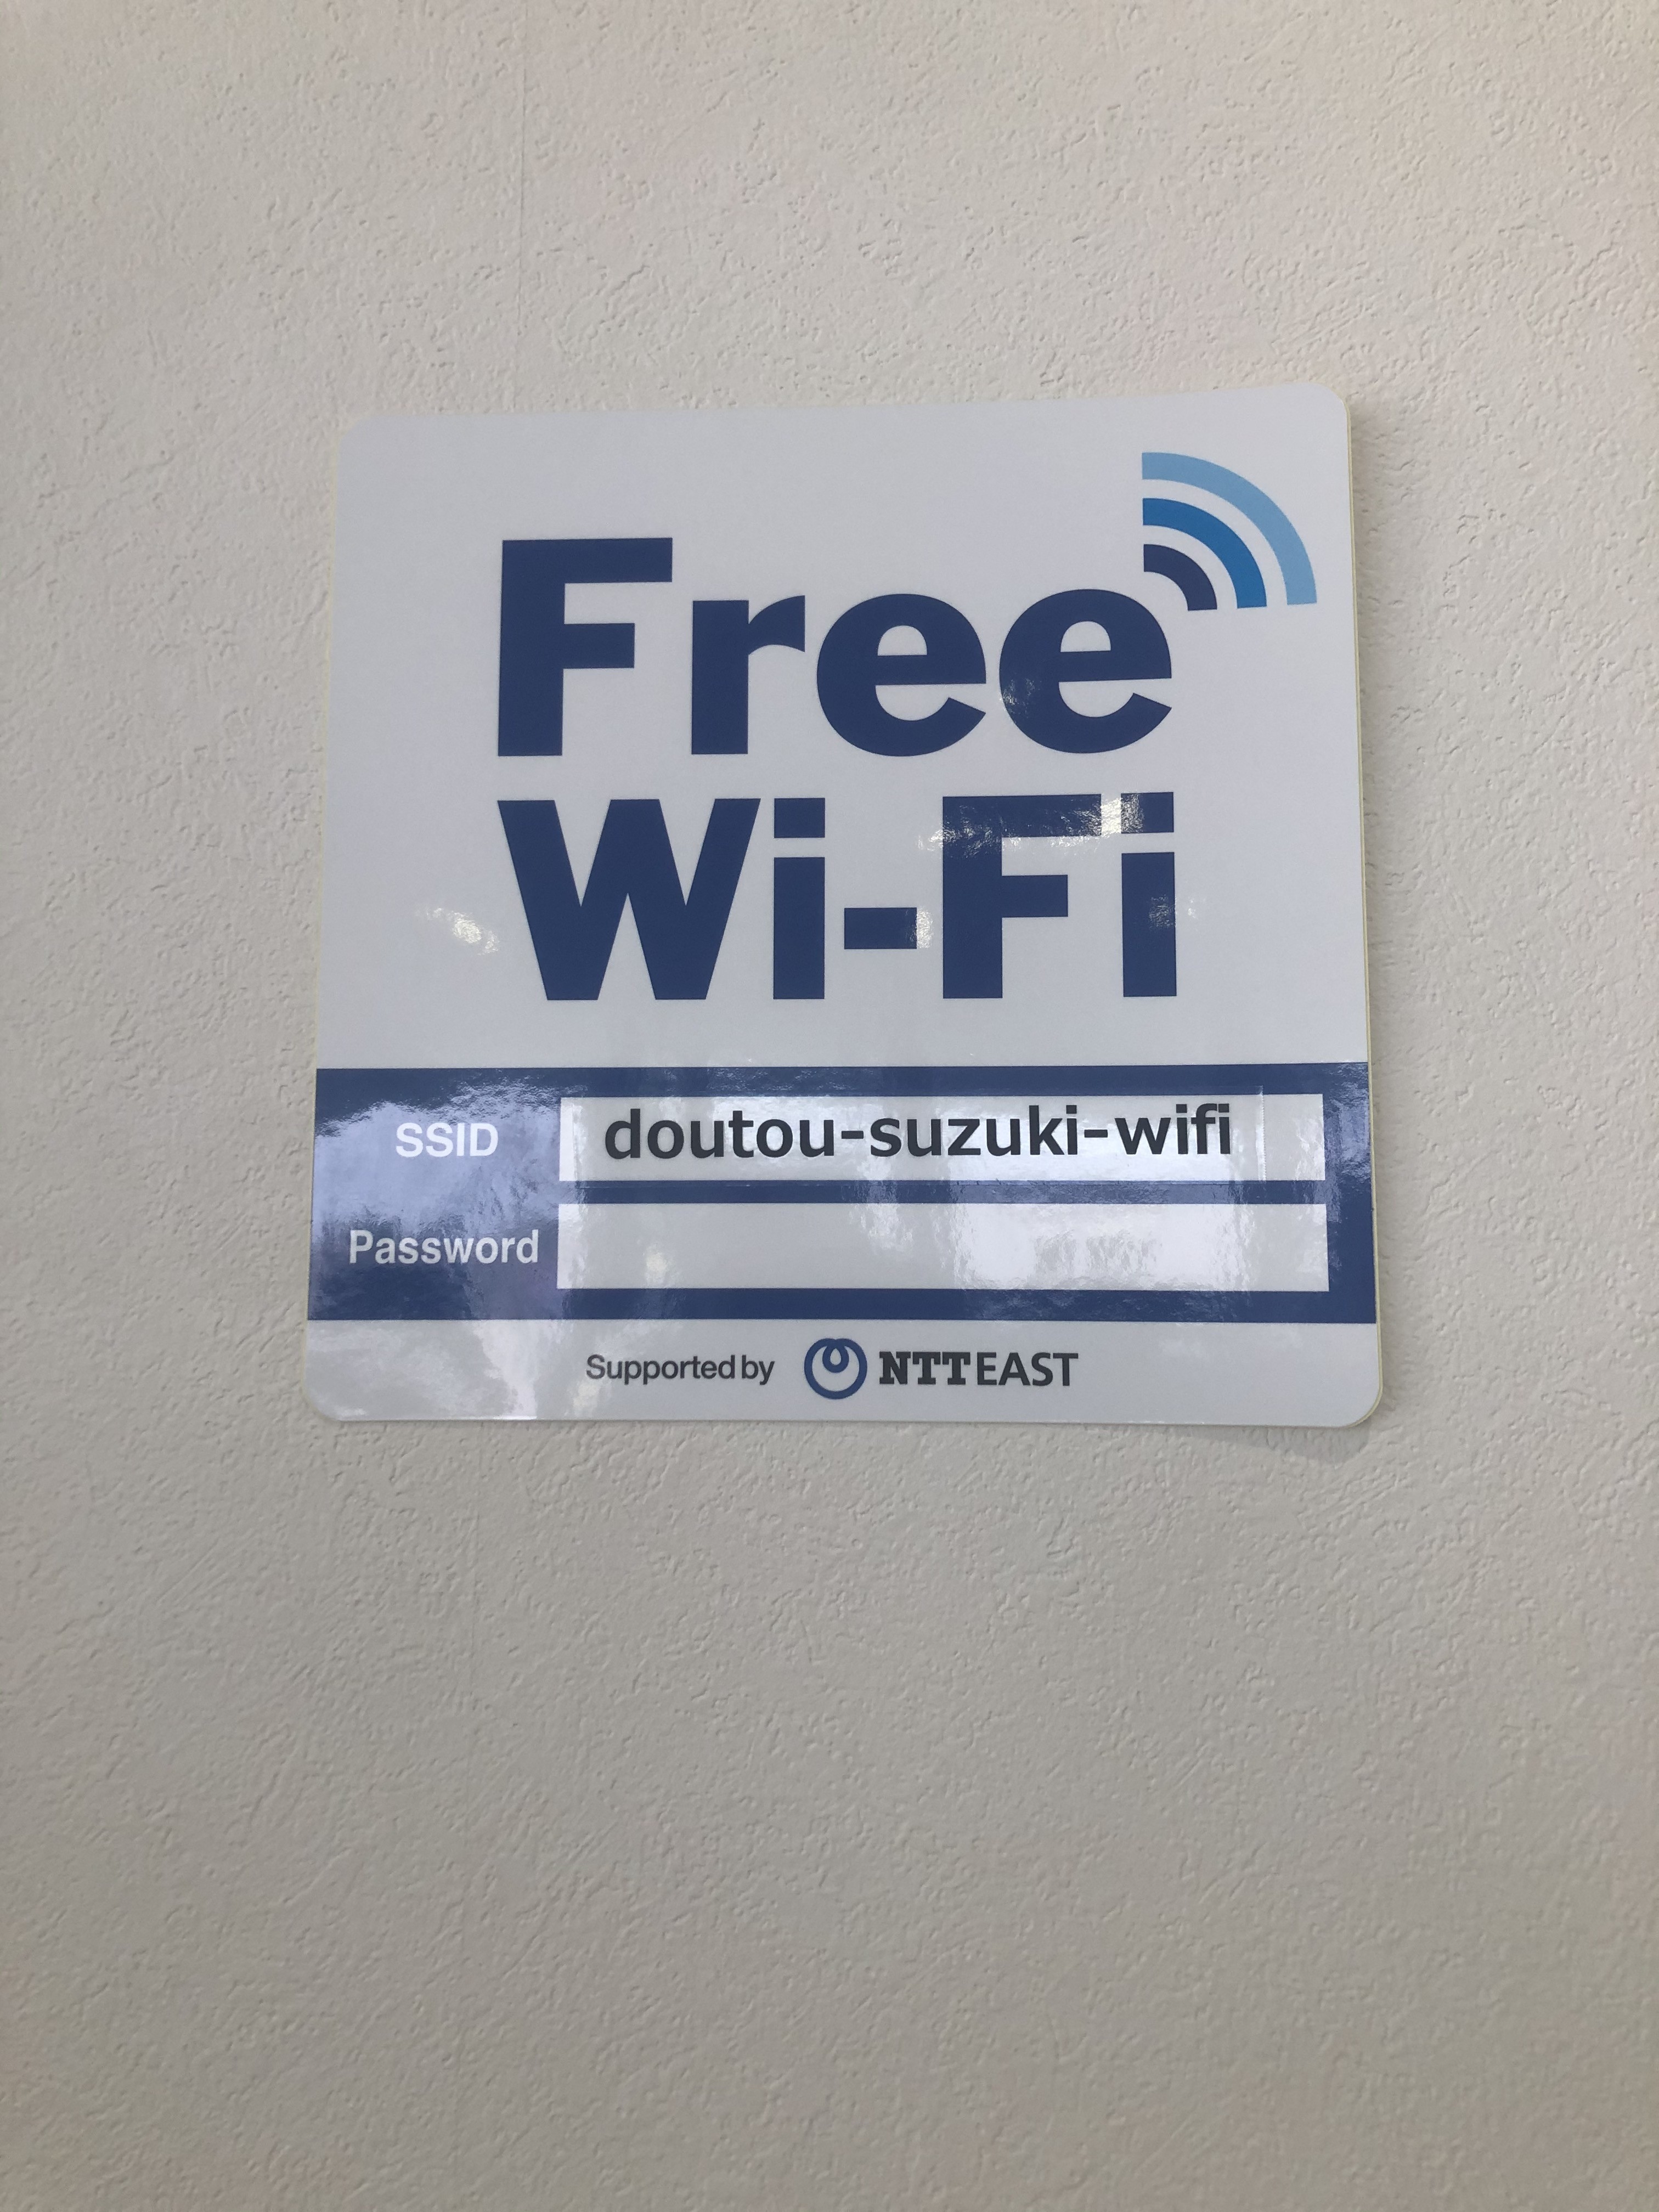 Free
Wi-Fi
SSID doutou-suzuki-wifi
Password
Supported by NTT EAST